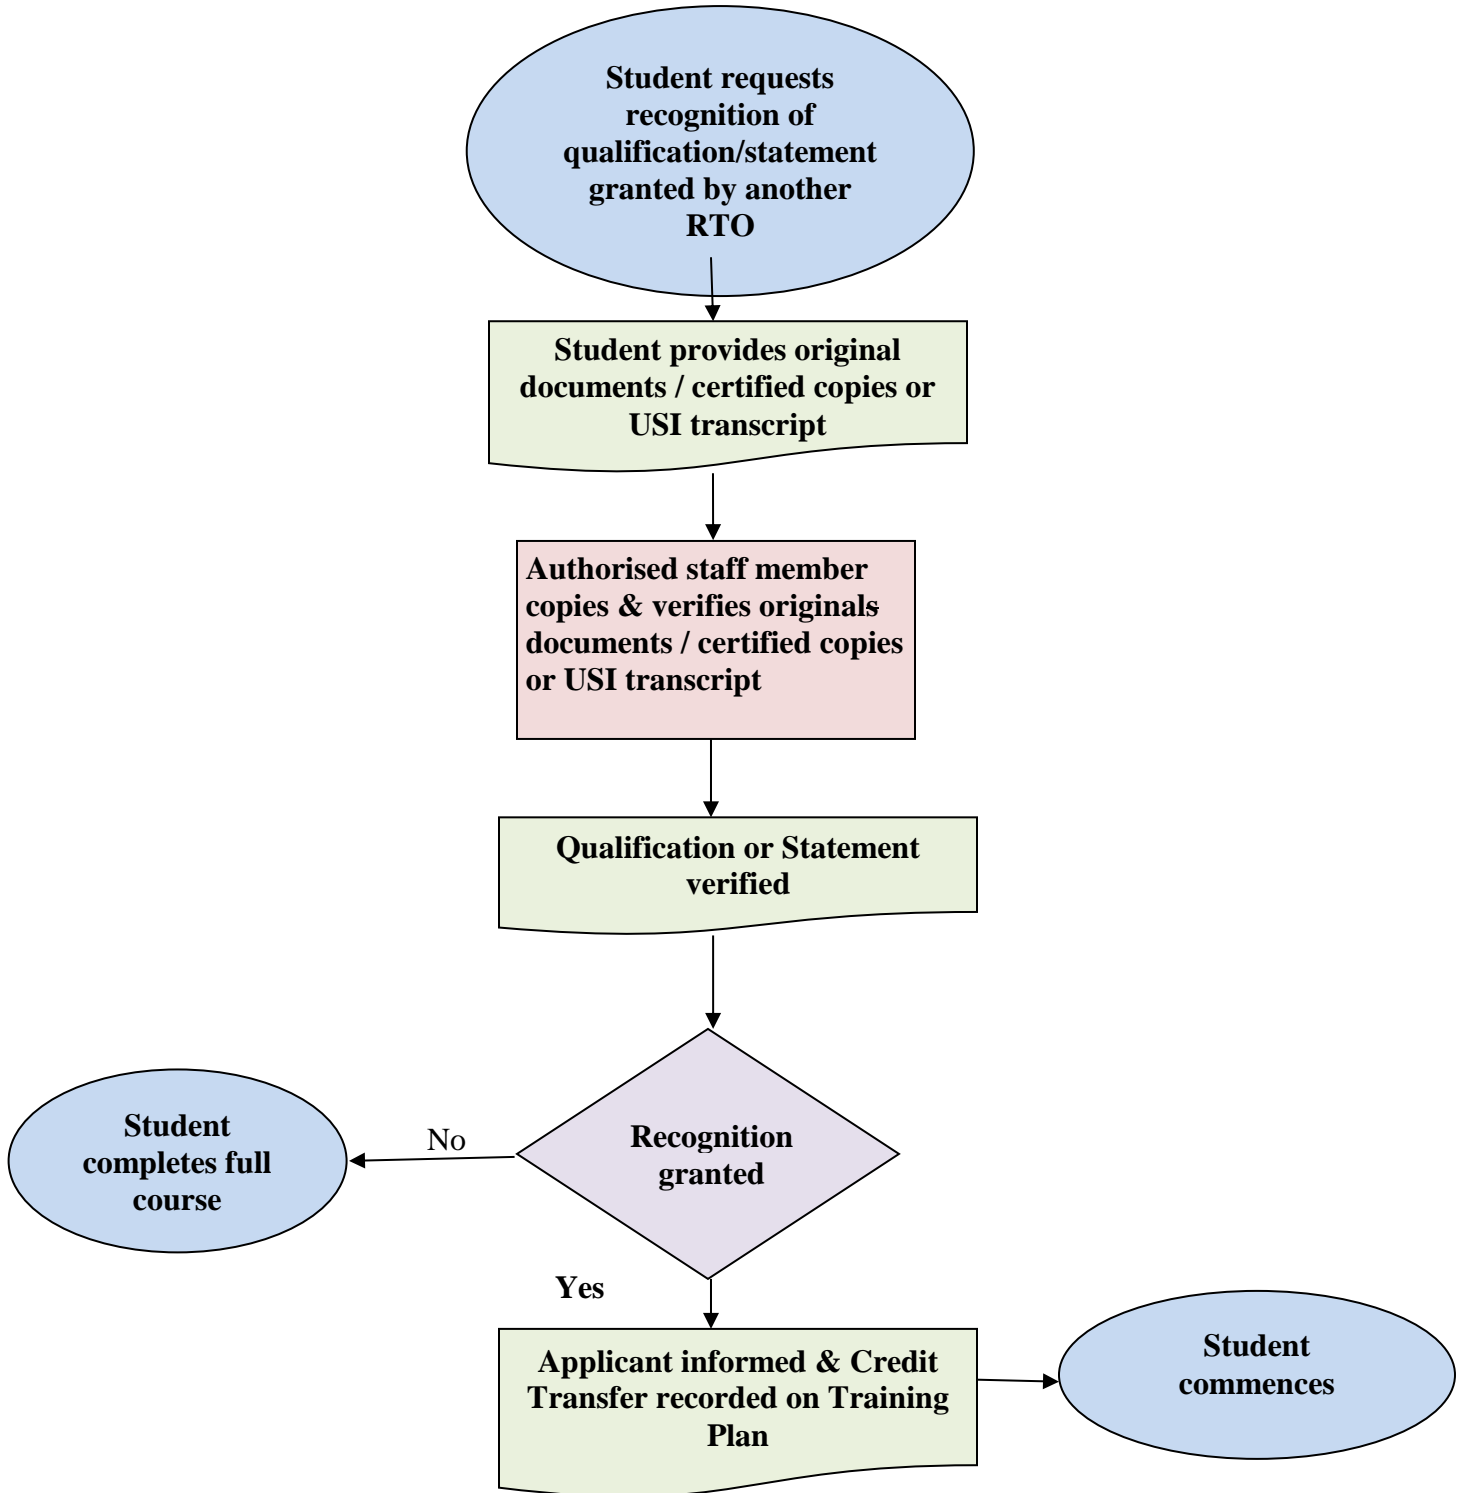 Student requests
recognition of
qualification/statement
granted by another
RTO
Student provides original
documents / certified copies or
USI transcript
Authorised staff member
copies & verifies originals
documents / certified copies
or USI transcript
Qualification or Statement
verified
Recognition
granted
No
Student
completes full
course
Yes
Applicant informed & Credit
Transfer recorded on Training
Plan
Student
commences